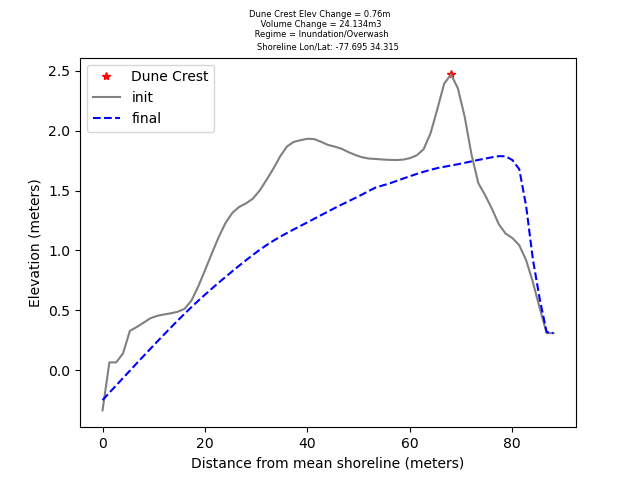 Dune Crest Elev Change = 0.76m
Volume Change = 24.134m3
Regime = Inundation/Overwash
Shoreline Lon/Lat: -77.695 34.315
Dune Crest
init
final
2.5
2.0
1.5
1.0
0.5
0.0
Elevation (meters)
0 20 40 60 80
Distance from mean shoreline (meters)